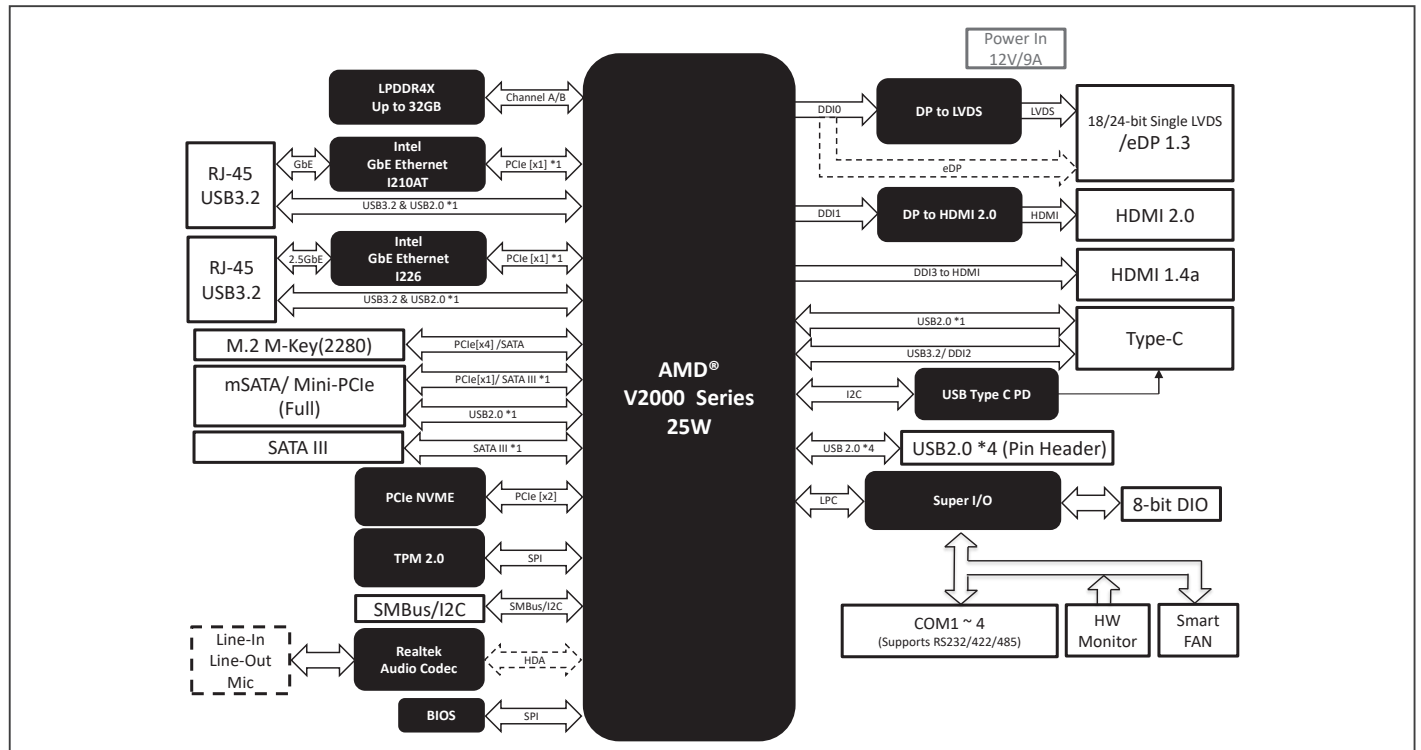 Power In
12V/9A
LPDDR4X
Up to 32GB
Channel A/B
RJ-45
USB3.2
GbE
Intel
GbE Ethernet
I210AT
PCIe [x1] *1
USB3.2 & USB2.0 *1
RJ-45
USB3.2
2.5GbE
Intel
GbE Ethernet
I226
PCIe [x1] *1
USB3.2 & USB2.0 *1
M.2 M-Key(2280)
PCIe[x4] /SATA
mSATA/ Mini-PCIe
(Full)
PCIe[x1]/ SATA III *1
USB2.0 *1
SATA III
SATA III *1
PCIe NVME
PCIe [x2]
TPM 2.0
SPI
SMBus/I2C
SMBus/I2C
Line-In
Line-Out
Mic
Realtek
Audio Codec
HDA
BIOS
SPI
AMD®
V2000 Series
25W
DDI0
DP to LVDS
LVDS
18/24-bit Single LVDS
/eDP 1.3
eDP
DDI1
DP to HDMI 2.0
HDMI
HDMI 2.0
DDI3 to HDMI
HDMI 1.4a
USB2.0 *1
USB3.2/ DDI2
Type-C
I2C
USB Type C PD
USB 2.0 *4
USB2.0 *4 (Pin Header)
LPC
Super I/O
8-bit DIO
COM1 ~ 4
(Supports RS232/422/485)
HW
Monitor
Smart
FAN